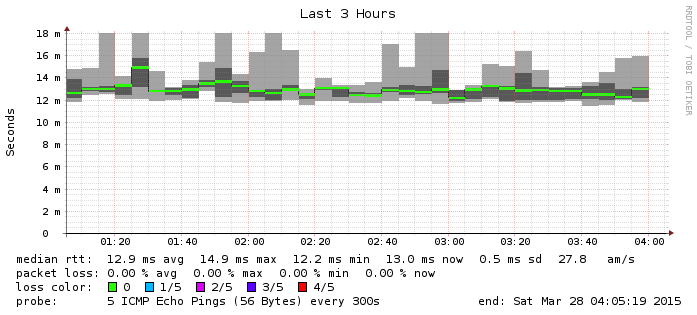 Last 3 Hours
RRDTOOL / TOBI OETIKER
Seconds
18 m
16 m
14 m
12 m
10 m
8 m
6 m
4 m
2 m
0
01:20 01:40 02:00 02:20 02:40 03:00 03:20 03:40 04:00
median rtt: 12.9 ms avg 14.9 ms max 12.2 ms min 13.0 ms now 0.5 ms sd 27.8 am/s
packet loss: 0.00 % avg 0.00 % max 0.00 % min 0.00 % now
loss color: 0 1/5 2/5 3/5 4/5
probe: 5 ICMP Echo Pings (56 Bytes) every 300s end: Sat Mar 28 04:05:19 2015